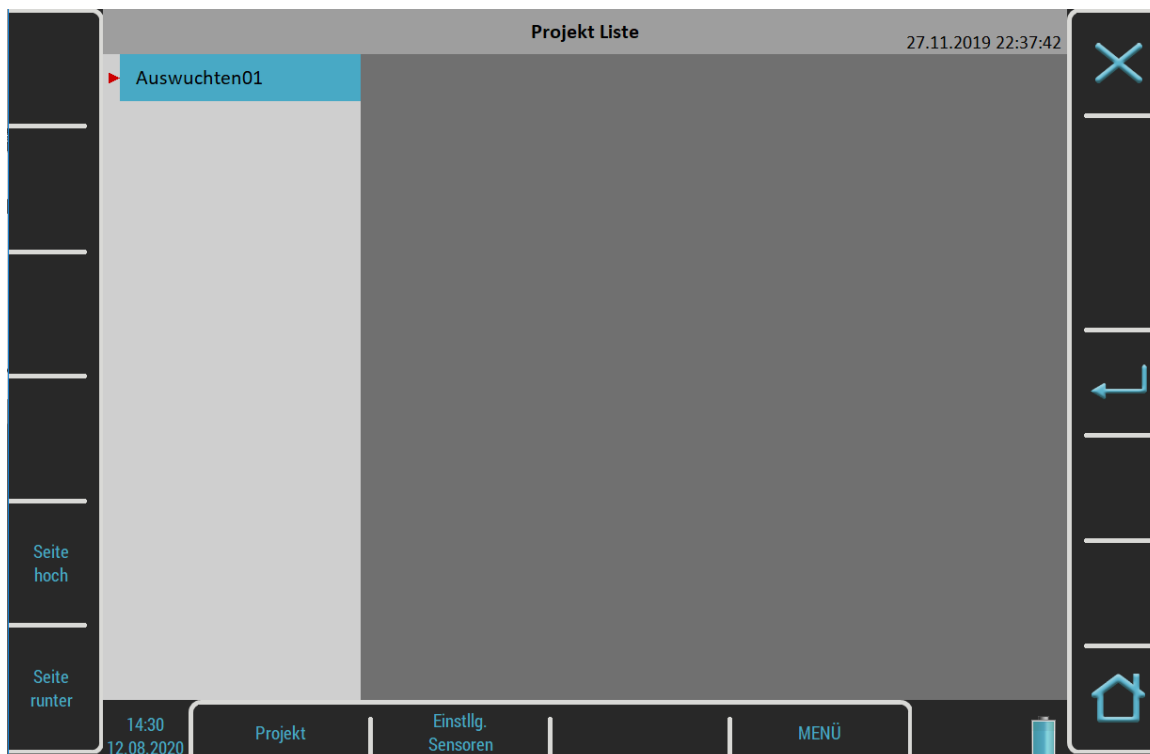 Projekt Liste
27.11.2019 22:37:42
Auswuchten01
Seite
hoch
Seite
runter
14:30
12.08.2020
Projekt
Einstllg.
Sensoren
MENÜ